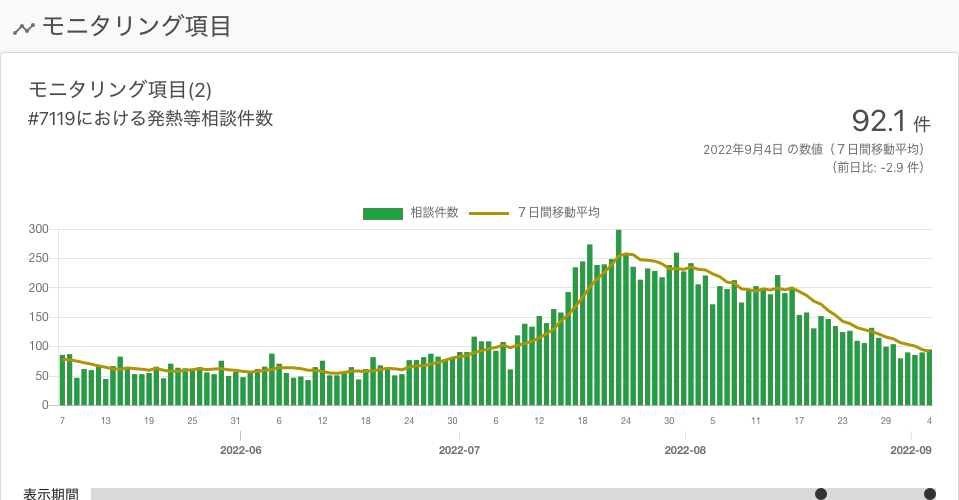 モニタリング項目
モニタリング項目(2)
#7119における発熱等相談件数
92.1 件
2022年9月4日 の数値（７日間移動平均）
（前日比: -2.9 件）
相談件数 ７日間移動平均
300
250
200
150
100
50
0
7 13 19 25 31 6 12 18 24 30 6 12 18 24 30 5 11 17 23 29 4
2022-06 2022-07 2022-08 2022-09
表示期間